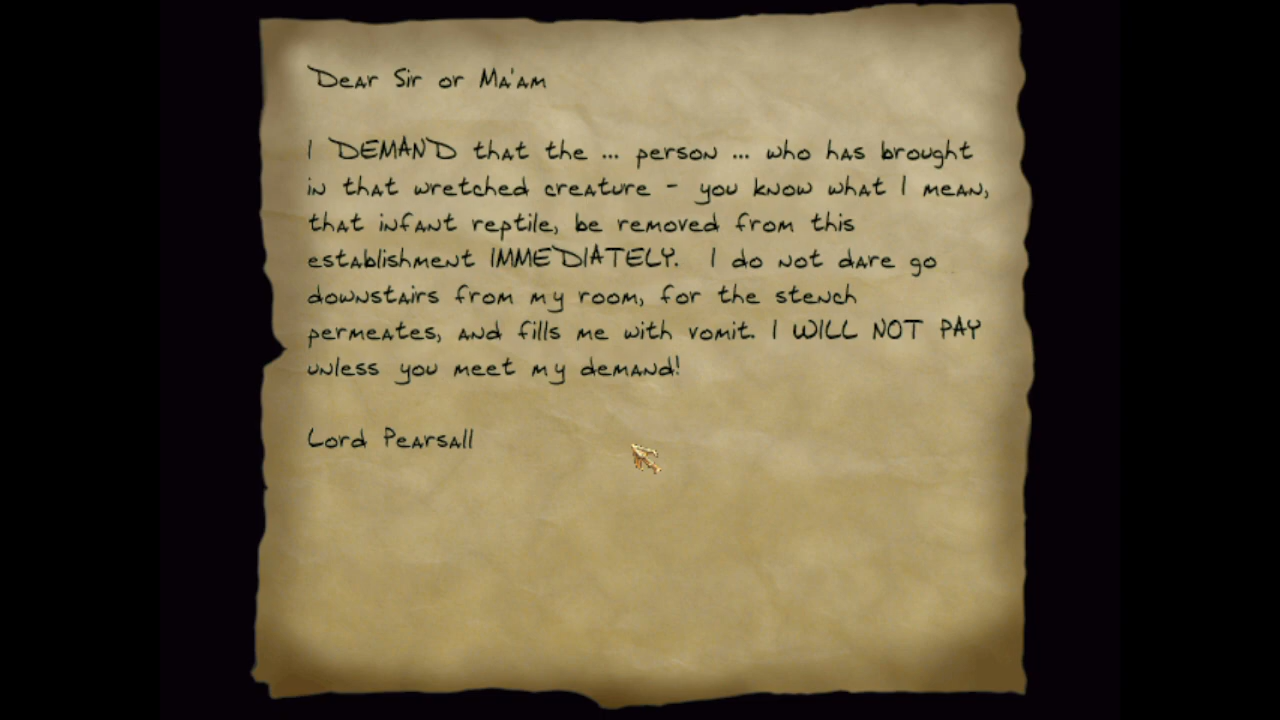 Dear Sir or Ma'am
I DEMAND that the ... person ... who has brought
in that wretched creature - you know what I mean,
that infant reptile, be removed from this
establishment IMMEDIATELY. I do not dare go
downstairs from my room, for the stench
permeates, and fills me with vomit. I WILL NOT PAY
unless you meet my demand!
Lord Pearsall